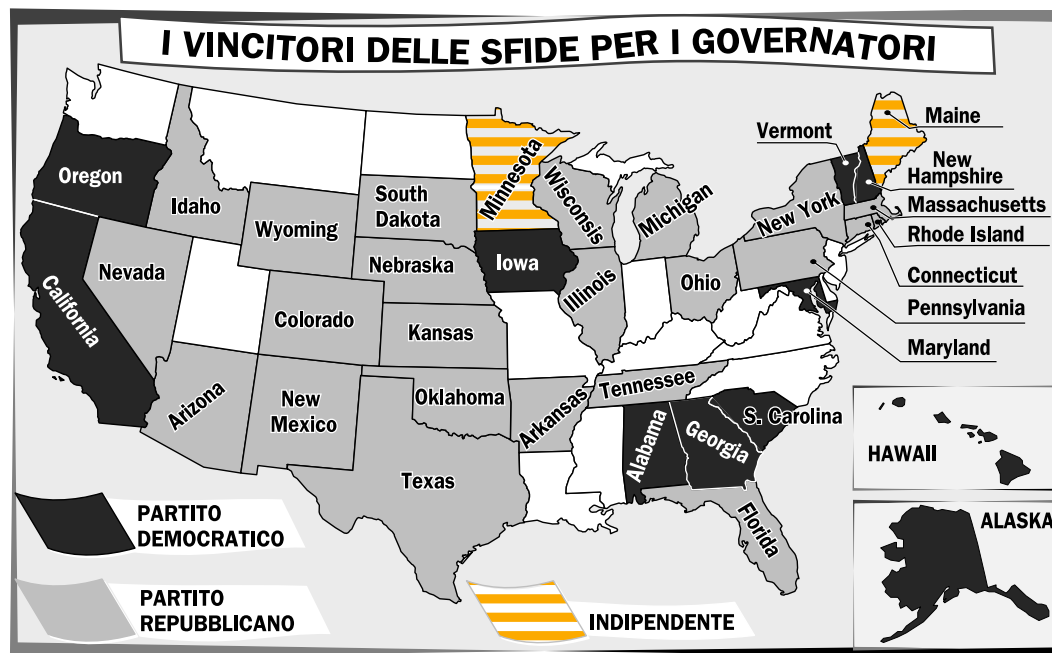 I VINCITORI DELLE SFIDE PER I GOVERNATORI
Maine
Vermont
New
Hampshire
Massachusetts
Rhode Island
Connecticut
Pennsylvania
Maryland
Oregon
Idaho
Wyoming
South
Dakota
Minnesota
Wisconsin
Michigan
New York
Nevada
California
Nebraska
Iowa
Illinois
Ohio
Colorado
Kansas
Arizona
New
Mexico
Oklahoma
Arkansas
Tennessee
S. Carolina
Georgia
Alabama
Texas
Florida
HAWAII
ALASKA
PARTITO
DEMOCRATICO
PARTITO
REPUBBLICANO
INDIPENDENTE